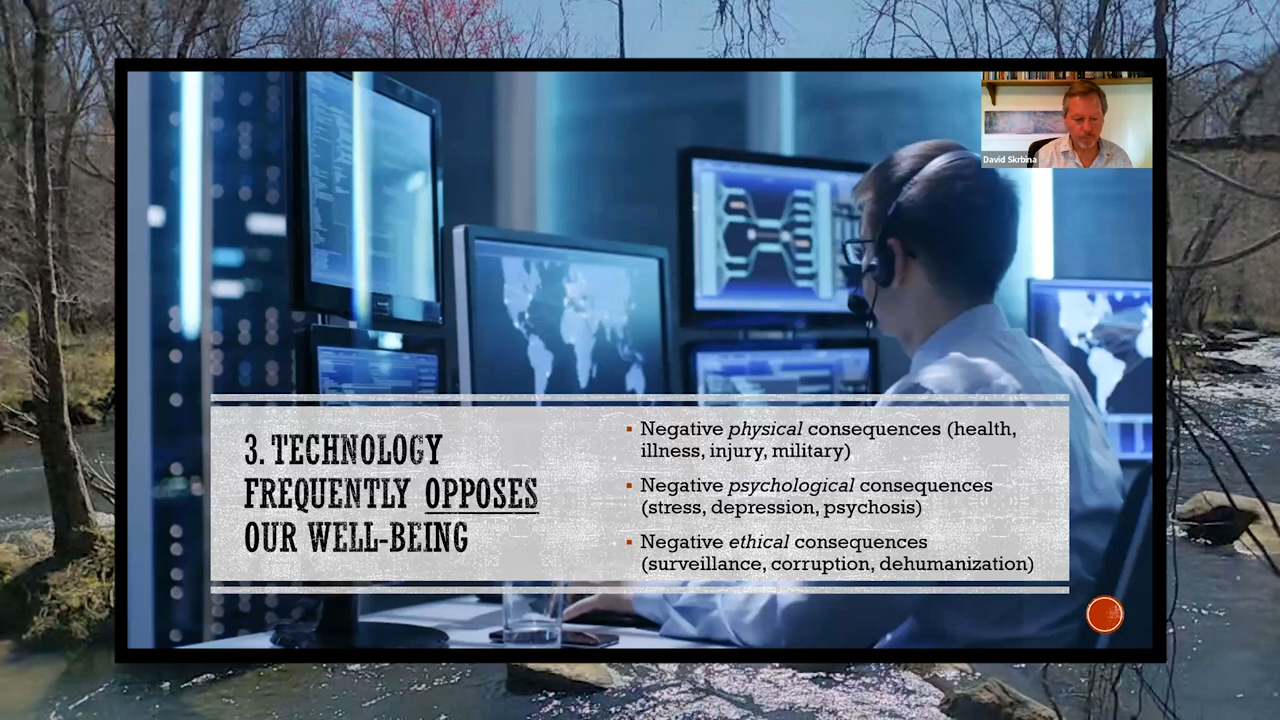 David Skrbina
3. TECHNOLOGY
FREQUENTLY OPPOSES
OUR WELL-BEING
▪ Negative physical consequences (health,
illness, injury, military)
▪ Negative psychological consequences
(stress, depression, psychosis)
▪ Negative ethical consequences
(surveillance, corruption, dehumanization)